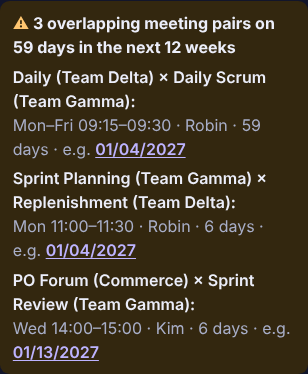 ⚠ 3 overlapping meeting pairs on
59 days in the next 12 weeks
Daily (Team Delta) × Daily Scrum
(Team Gamma):
Mon–Fri 09:15–09:30 · Robin · 59
days · e.g. 01/04/2027
Sprint Planning (Team Gamma) ×
Replenishment (Team Delta):
Mon 11:00–11:30 · Robin · 6 days ·
e.g. 01/04/2027
PO Forum (Commerce) × Sprint
Review (Team Gamma):
Wed 14:00–15:00 · Kim · 6 days · e.g.
01/13/2027